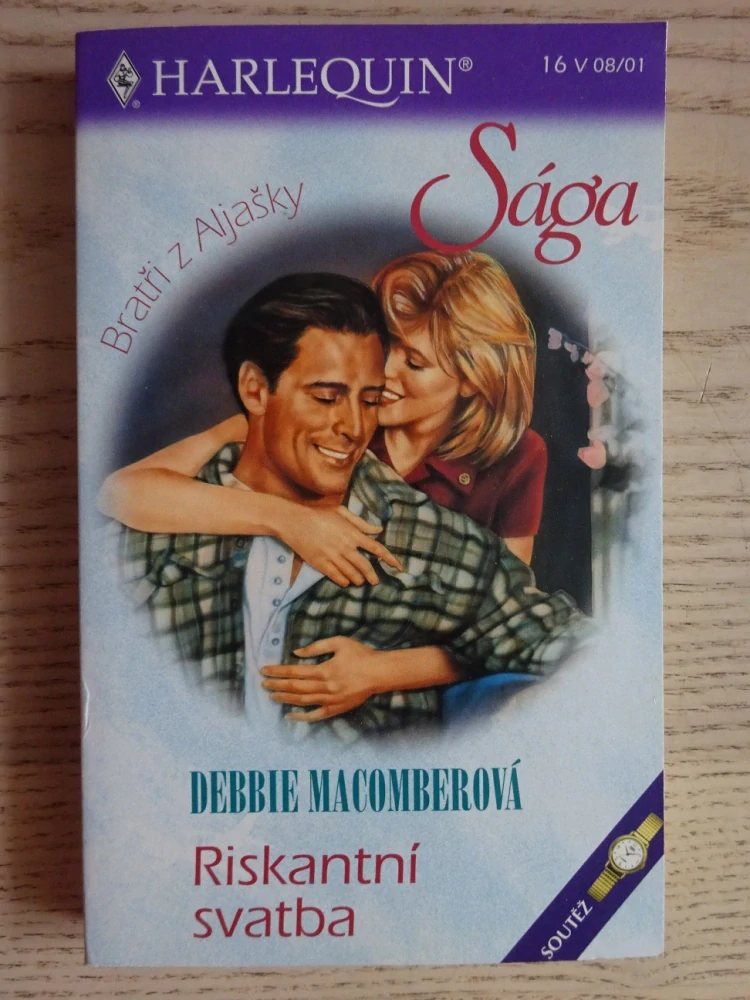 HARLEQUIN®
16 V 08/01
Sága
Bratři z Aljašky
DEBBIE MACOMBEROVÁ
Riskantní
svatba
SOUTĚŽ